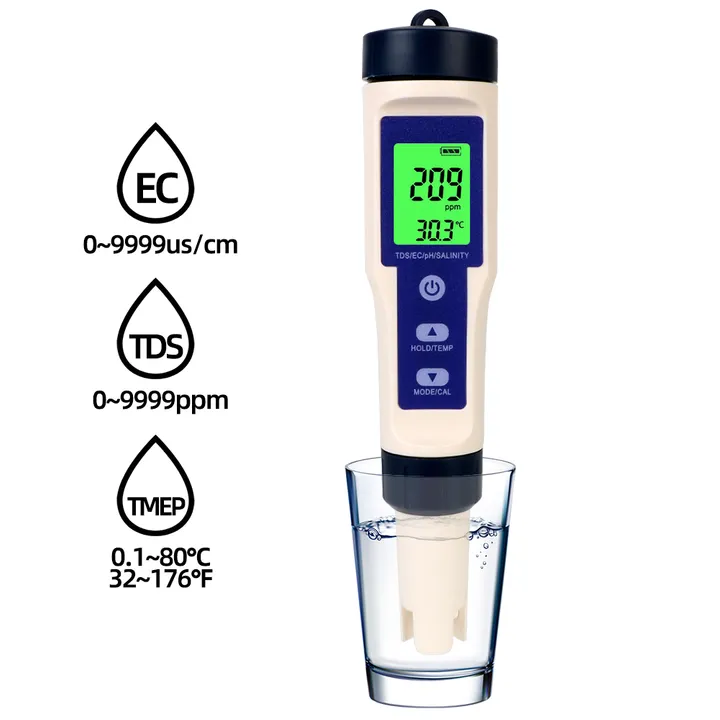 EC
0~9999us/cm
TDS
0~9999ppm
TMEP
0.1~80℃
32~176℉
209
ppm
30.3℃
TDS/EC/pH/SALINITY
HOLD/TEMP
MODE/CAL